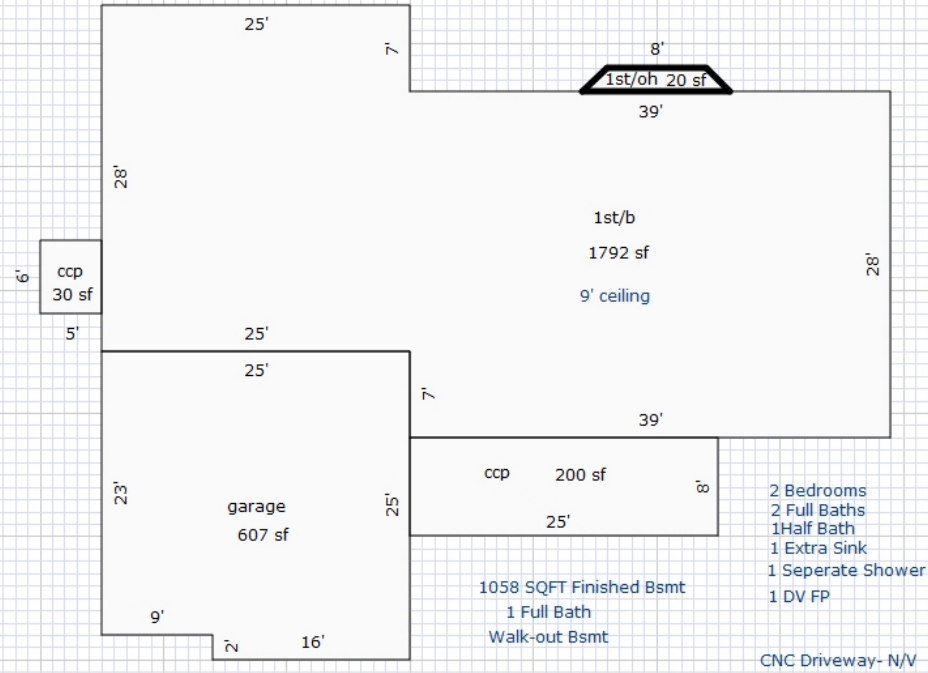 25'
7'
8'
1st/oh 20 sf
39'
28'
1st/b
1792 sf
9' ceiling
28'
6'
ccp
30 sf
5'
25'
25'
7'
39'
23'
garage
607 sf
25'
ccp 200 sf
8'
25'
9'
2'
16'
1058 SQFT Finished Bsmt
1 Full Bath
Walk-out Bsmt
2 Bedrooms
2 Full Baths
1Half Bath
1 Extra Sink
1 Seperate Shower
1 DV FP
CNC Driveway- N/V